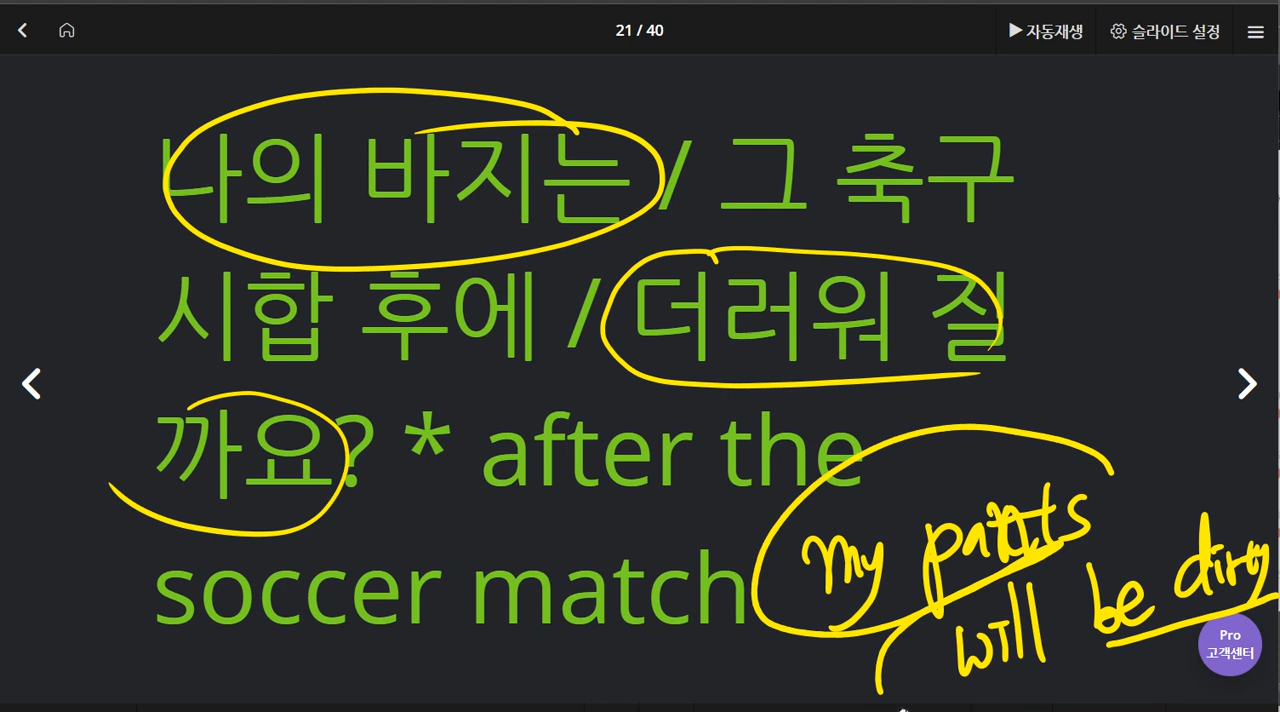 21 / 40
▶ 자동재생
슬라이드 설정
나의 바지는 / 그 축구
시합 후에 / 더러워 질
까요? * after the
soccer match
my pants
will be dirty
Pro
고객센터